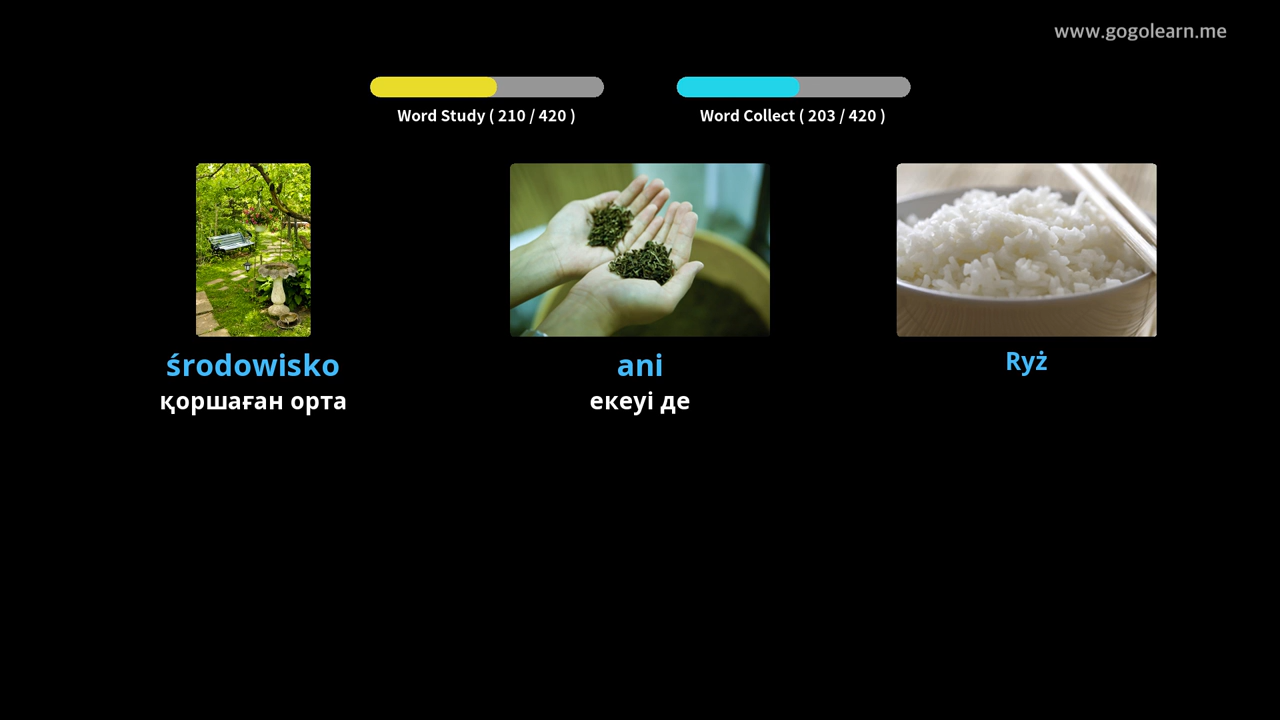 www.gogolearn.me
Word Study ( 210 / 420 )
Word Collect ( 203 / 420 )
środowisko
қоршаған орта
ani
екеуі де
Ryż